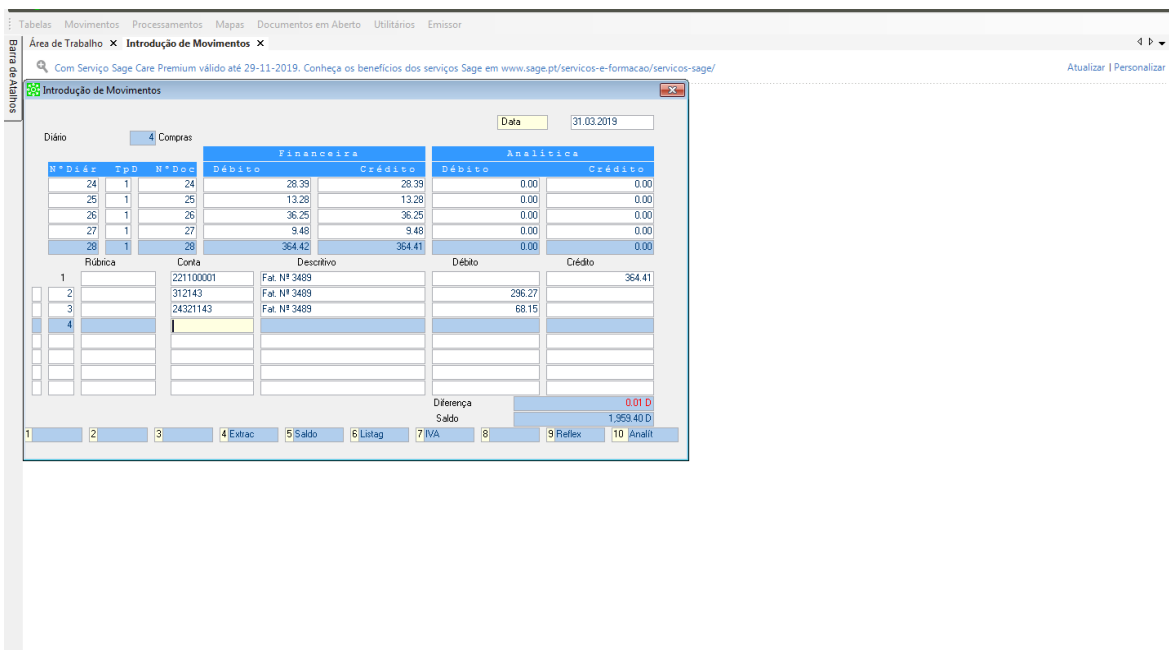 Tabelas Movimentos Processamentos Mapas Documentos em Aberto Utilitários Emissor
Barra de Atalhos
Área de Trabalho X Introdução de Movimentos X
Com Serviço Sage Care Premium válido até 29-11-2019. Conheça os benefícios dos serviços Sage em www.sage.pt/servicos-e-formacao/servicos-sage/ Atualizar | Personalizar
Introdução de Movimentos
Data 31.03.2019
Diário 4 Compras
Financeira Analítica
NºDiár TpD NºDoc Débito Crédito Débito Crédito
24 1 24 28.39 28.39 0.00 0.00
25 1 25 13.28 13.28 0.00 0.00
26 1 26 36.25 36.25 0.00 0.00
27 1 27 9.48 9.48 0.00 0.00
28 1 28 364.42 364.41 0.00 0.00
Rúbrica Conta Descritivo Débito Crédito
1 221100001 Fat. Nº 3489 364.41
2 312143 Fat. Nº 3489 296.27
3 24321143 Fat. Nº 3489 68.15
4
Diferença 0.01 D
Saldo 1,959.40 D
1 2 3 4 Extrac 5 Saldo 6 Listag 7 IVA 8 9 Reflex 10 Analít